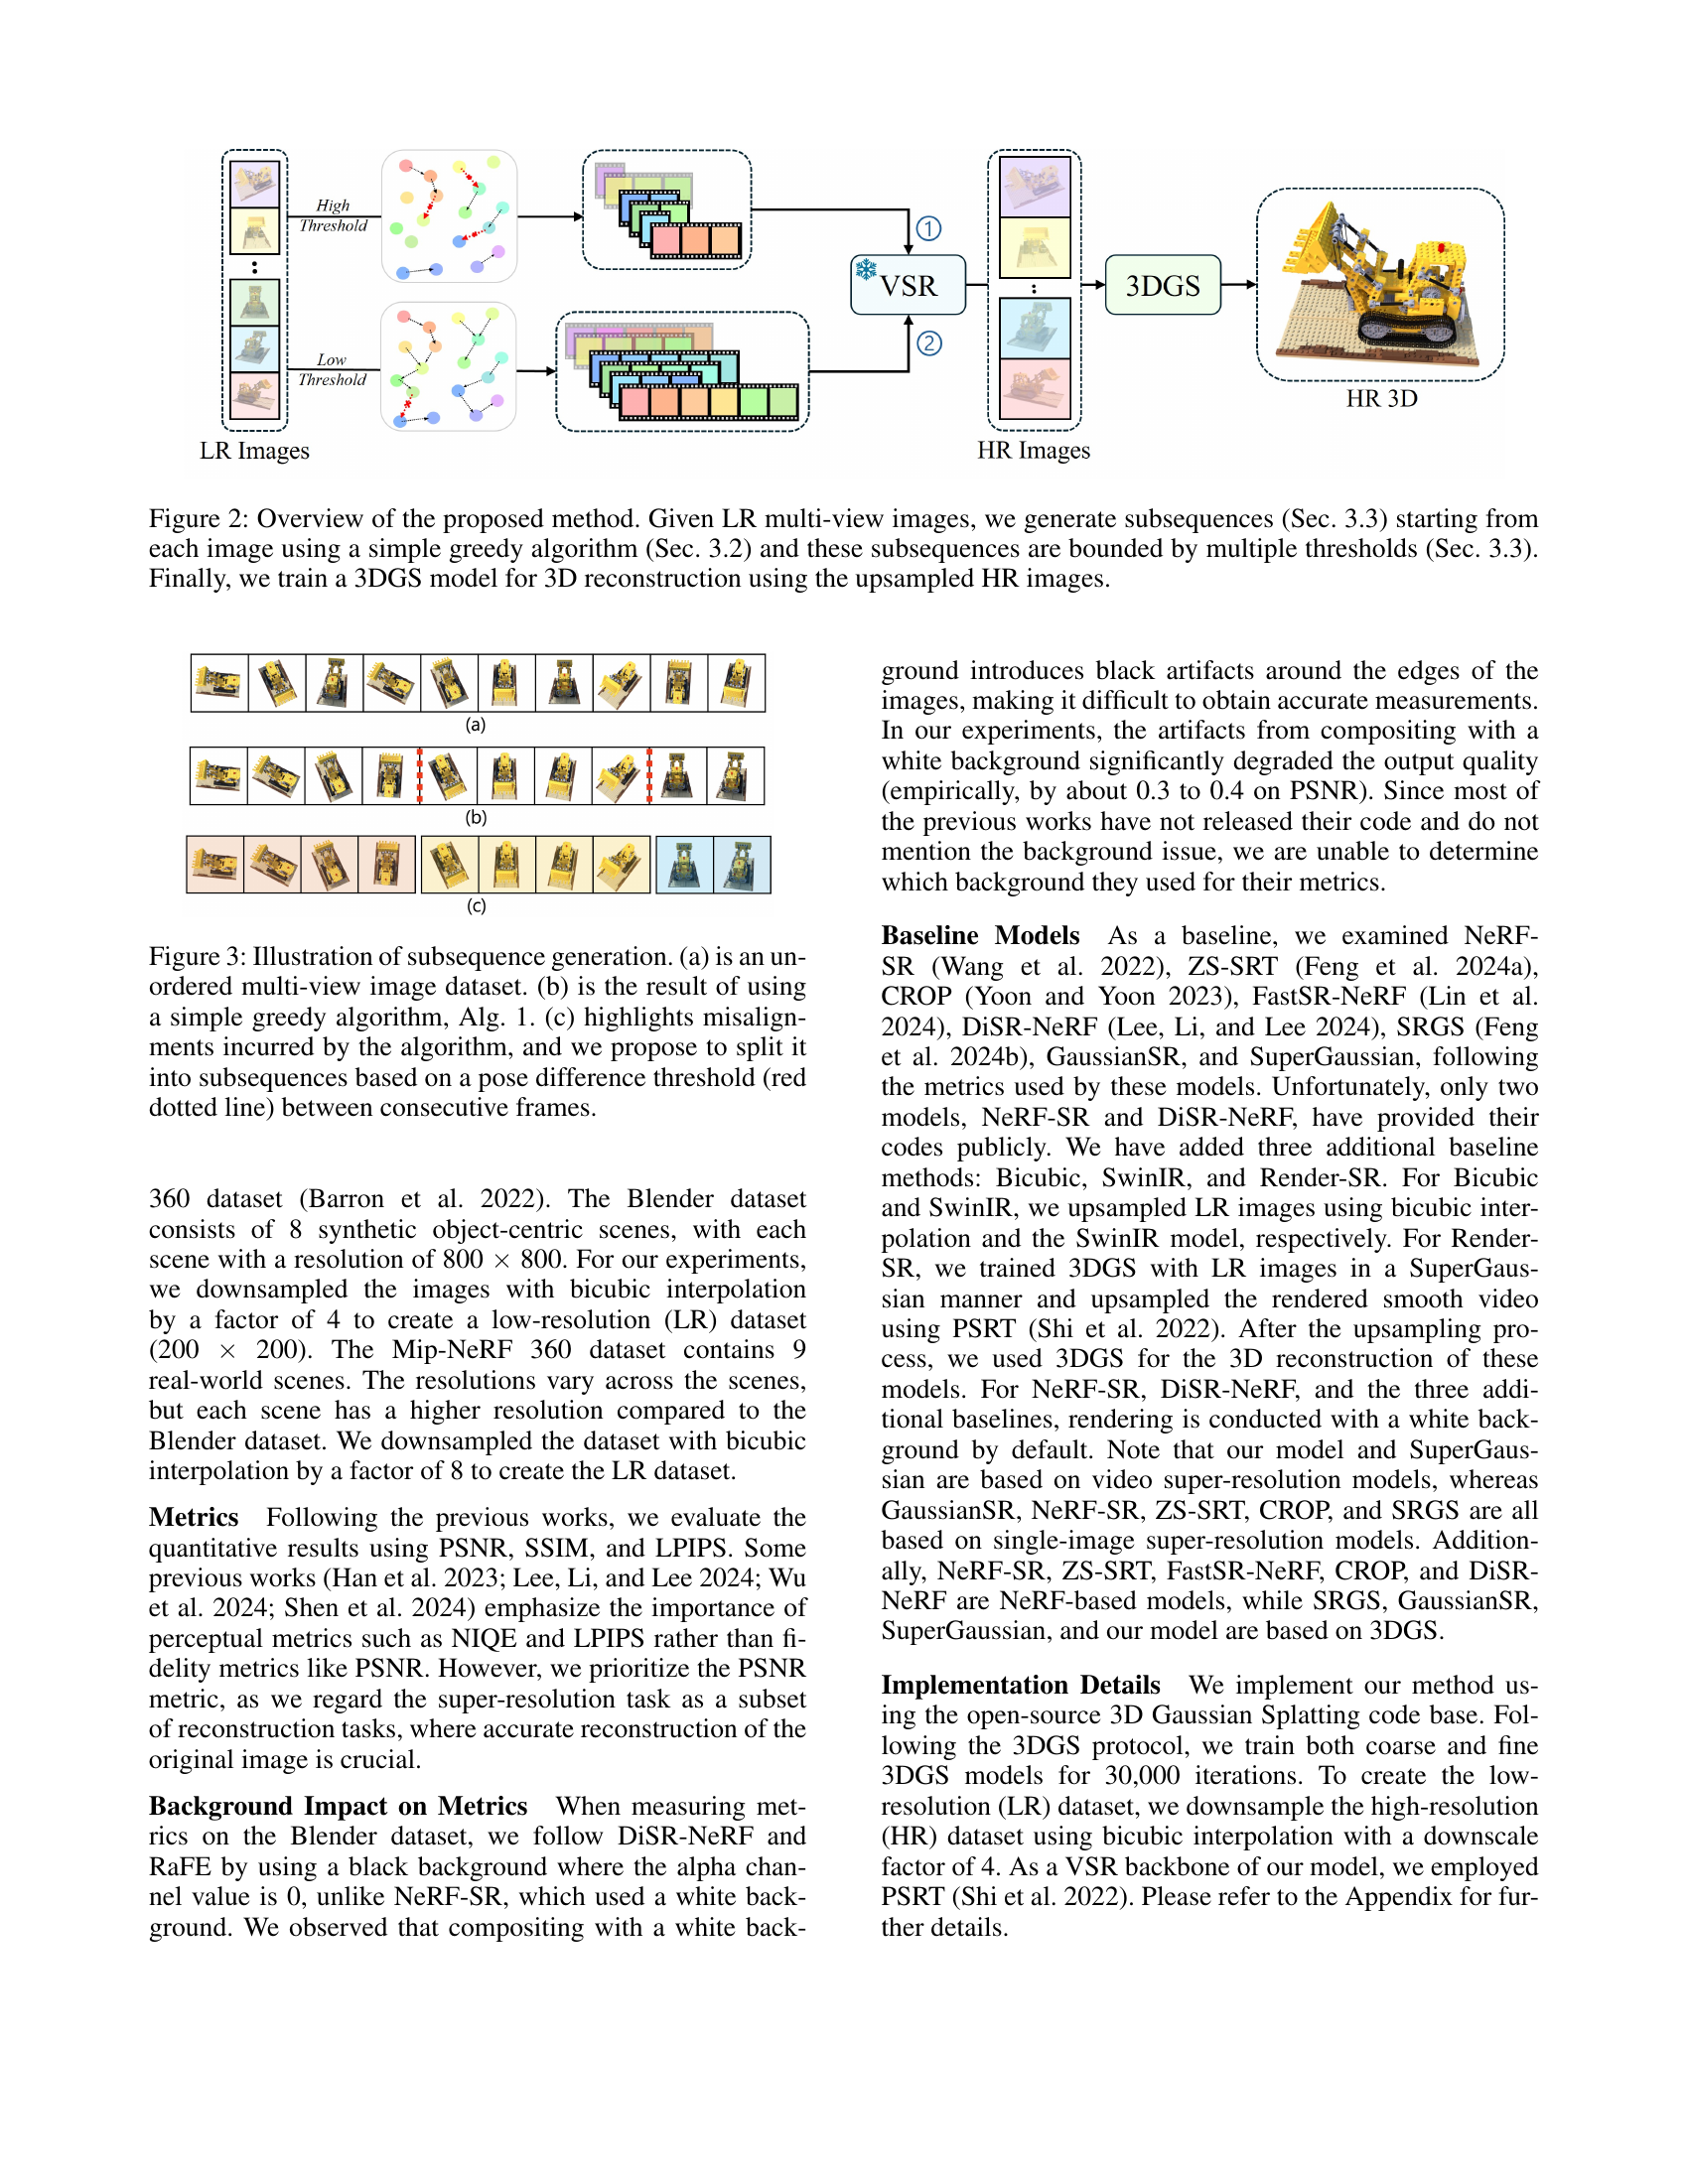 High
Threshold
Low
Threshold
LR Images
1
2
VSR
HR Images
3DGS
HR 3D
Figure 2: Overview of the proposed method. Given LR multi-view images, we generate subsequences (Sec. 3.3) starting from
each image using a simple greedy algorithm (Sec. 3.2) and these subsequences are bounded by multiple thresholds (Sec. 3.3).
Finally, we train a 3DGS model for 3D reconstruction using the upsampled HR images.
(a)
(b)
(c)
Figure 3: Illustration of subsequence generation. (a) is an un-
ordered multi-view image dataset. (b) is the result of using
a simple greedy algorithm, Alg. 1. (c) highlights misalign-
ments incurred by the algorithm, and we propose to split it
into subsequences based on a pose difference threshold (red
dotted line) between consecutive frames.
360 dataset (Barron et al. 2022). The Blender dataset
consists of 8 synthetic object-centric scenes, with each
scene with a resolution of 800 × 800. For our experiments,
we downsampled the images with bicubic interpolation
by a factor of 4 to create a low-resolution (LR) dataset
(200 × 200). The Mip-NeRF 360 dataset contains 9
real-world scenes. The resolutions vary across the scenes,
but each scene has a higher resolution compared to the
Blender dataset. We downsampled the dataset with bicubic
interpolation by a factor of 8 to create the LR dataset.
Metrics Following the previous works, we evaluate the
quantitative results using PSNR, SSIM, and LPIPS. Some
previous works (Han et al. 2023; Lee, Li, and Lee 2024; Wu
et al. 2024; Shen et al. 2024) emphasize the importance of
perceptual metrics such as NIQE and LPIPS rather than fi-
delity metrics like PSNR. However, we prioritize the PSNR
metric, as we regard the super-resolution task as a subset
of reconstruction tasks, where accurate reconstruction of the
original image is crucial.
Background Impact on Metrics When measuring met-
rics on the Blender dataset, we follow DiSR-NeRF and
RaFE by using a black background where the alpha chan-
nel value is 0, unlike NeRF-SR, which used a white back-
ground. We observed that compositing with a white back-
ground introduces black artifacts around the edges of the
images, making it difficult to obtain accurate measurements.
In our experiments, the artifacts from compositing with a
white background significantly degraded the output quality
(empirically, by about 0.3 to 0.4 on PSNR). Since most of
the previous works have not released their code and do not
mention the background issue, we are unable to determine
which background they used for their metrics.
Baseline Models As a baseline, we examined NeRF-
SR (Wang et al. 2022), ZS-SRT (Feng et al. 2024a),
CROP (Yoon and Yoon 2023), FastSR-NeRF (Lin et al.
2024), DiSR-NeRF (Lee, Li, and Lee 2024), SRGS (Feng
et al. 2024b), GaussianSR, and SuperGaussian, following
the metrics used by these models. Unfortunately, only two
models, NeRF-SR and DiSR-NeRF, have provided their
codes publicly. We have added three additional baseline
methods: Bicubic, SwinIR, and Render-SR. For Bicubic
and SwinIR, we upsampled LR images using bicubic inter-
polation and the SwinIR model, respectively. For Render-
SR, we trained 3DGS with LR images in a SuperGaus-
sian manner and upsampled the rendered smooth video
using PSRT (Shi et al. 2022). After the upsampling pro-
cess, we used 3DGS for the 3D reconstruction of these
models. For NeRF-SR, DiSR-NeRF, and the three addi-
tional baselines, rendering is conducted with a white back-
ground by default. Note that our model and SuperGaus-
sian are based on video super-resolution models, whereas
GaussianSR, NeRF-SR, ZS-SRT, CROP, and SRGS are all
based on single-image super-resolution models. Addition-
ally, NeRF-SR, ZS-SRT, FastSR-NeRF, CROP, and DiSR-
NeRF are NeRF-based models, while SRGS, GaussianSR,
SuperGaussian, and our model are based on 3DGS.
Implementation Details We implement our method us-
ing the open-source 3D Gaussian Splatting code base. Fol-
lowing the 3DGS protocol, we train both coarse and fine
3DGS models for 30,000 iterations. To create the low-
resolution (LR) dataset, we downsample the high-resolution
(HR) dataset using bicubic interpolation with a downscale
factor of 4. As a VSR backbone of our model, we employed
PSRT (Shi et al. 2022). Please refer to the Appendix for fur-
ther details.